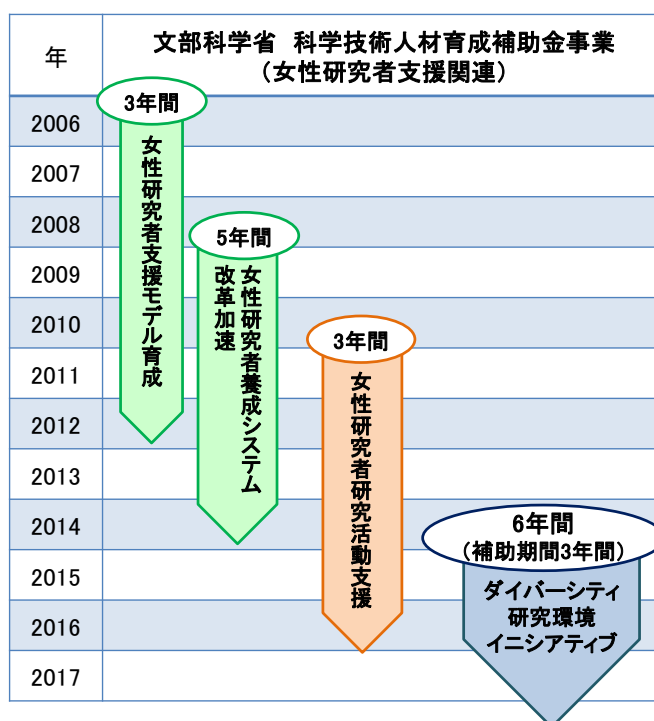 年
文部科学省 科学技術人材育成補助金事業
（女性研究者支援関連）
2006
2007
2008
2009
2010
2011
2012
2013
2014
2015
2016
2017
3年間
女性研究者支援モデル育成
5年間
女性研究者養成システム
改革加速
3年間
女性研究者研究活動支援
6年間
（補助期間3年間）
ダイバーシティ
研究環境
イニシアティブ